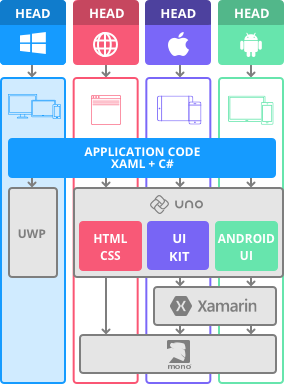 HEAD HEAD HEAD HEAD
APPLICATION CODE
XAML + C#
UWP
uno
HTML
CSS
UI
KIT
ANDROID
UI
Xamarin
mono